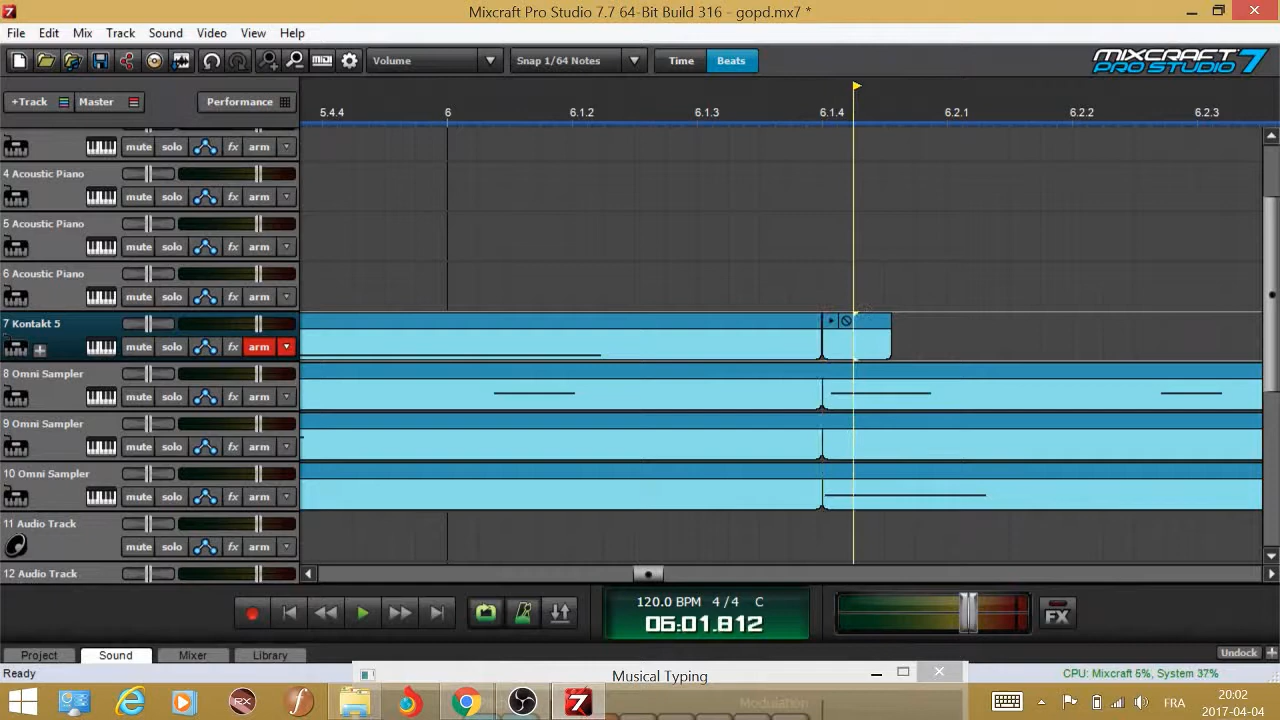 7 Mixcraft Pro Studio 7.7 64-Bit Build 316 - gopd.mx7 *
File Edit Mix Track Sound Video View Help
Volume Snap 1/64 Notes Time Beats MIXCRAFT PRO STUDIO 7
+Track Master Performance
5.4.4 6 6.1.2 6.1.3 6.1.4 6.2.1 6.2.2 6.2.3
mute solo fx arm
4 Acoustic Piano
mute solo fx arm
5 Acoustic Piano
mute solo fx arm
6 Acoustic Piano
mute solo fx arm
7 Kontakt 5
mute solo fx arm
8 Omni Sampler
mute solo fx arm
9 Omni Sampler
mute solo fx arm
10 Omni Sampler
mute solo fx arm
11 Audio Track
mute solo fx arm
12 Audio Track
120.0 BPM 4 / 4 C
06:01.812
FX
Project Sound Mixer Library Undock
Ready Musical Typing CPU: Mixcraft 6%, System 37%
Modulation
RX 7 FRA 20:02
2017-04-04